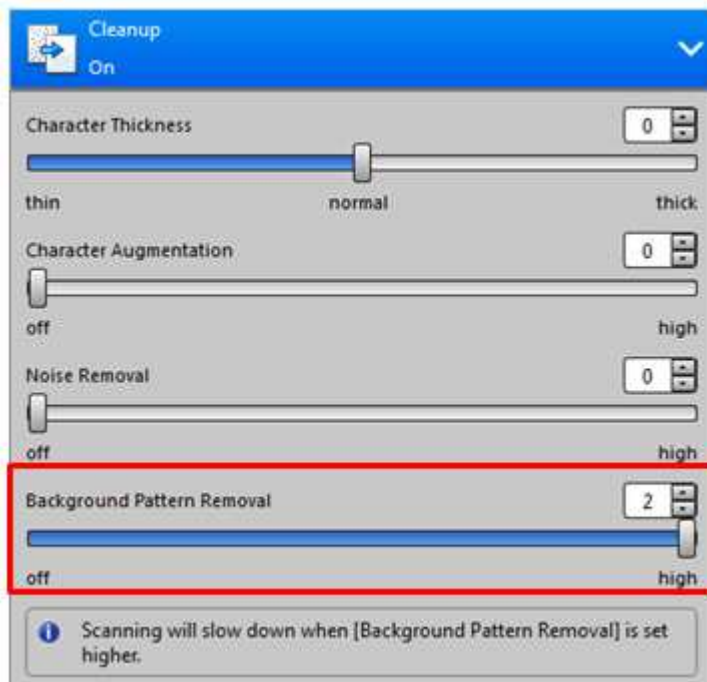 Cleanup
On
Character Thickness 0
thin normal thick
Character Augmentation 0
off high
Noise Removal 0
off high
Background Pattern Removal 2
off high
Scanning will slow down when [Background Pattern Removal] is set
higher.